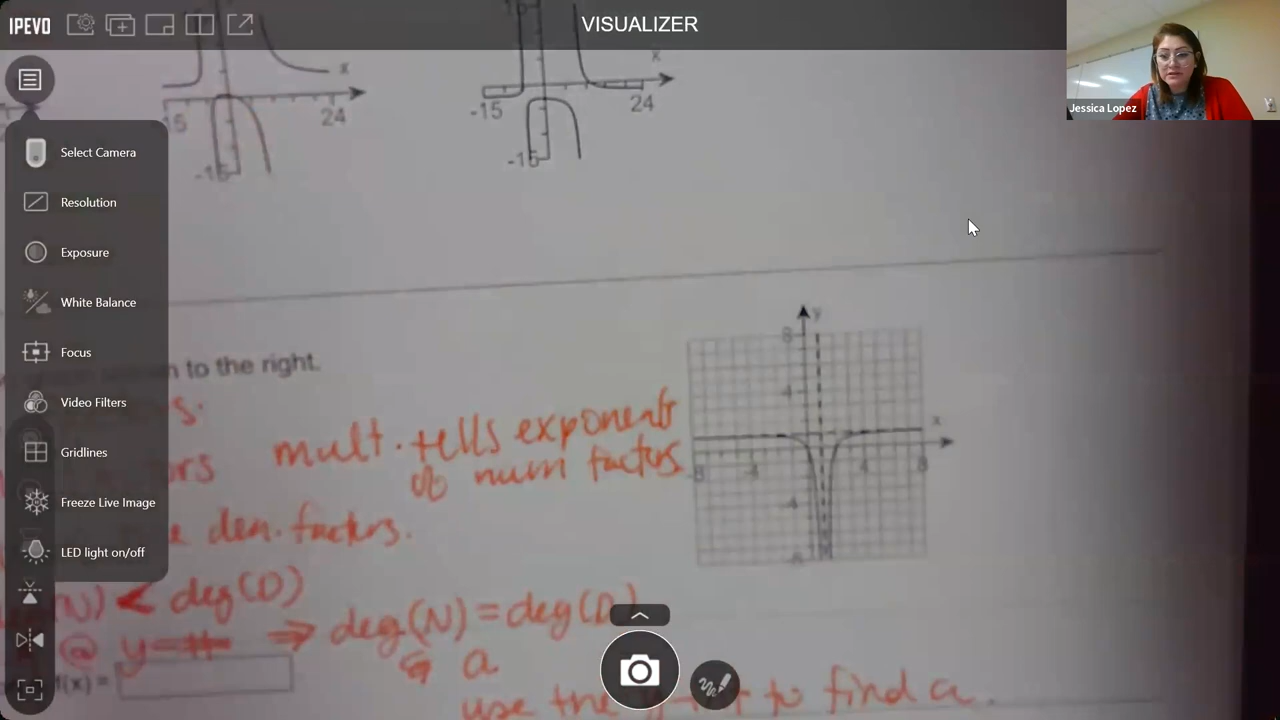 IPEVO
VISUALIZER
Jessica Lopez
Select Camera
Resolution
Exposure
White Balance
Focus
Video Filters
Gridlines
Freeze Live Image
LED light on/off
x
24
-15
x
-15
24
-15
to the right.
mult. tells exponents
of num factors
den. factors.
< deg(D)
@ y=#
⇒ deg(N) = deg(D)
↳ a
use the
to find a.
f(x) =
y
8
4
x
-8
-4
4
8
-4